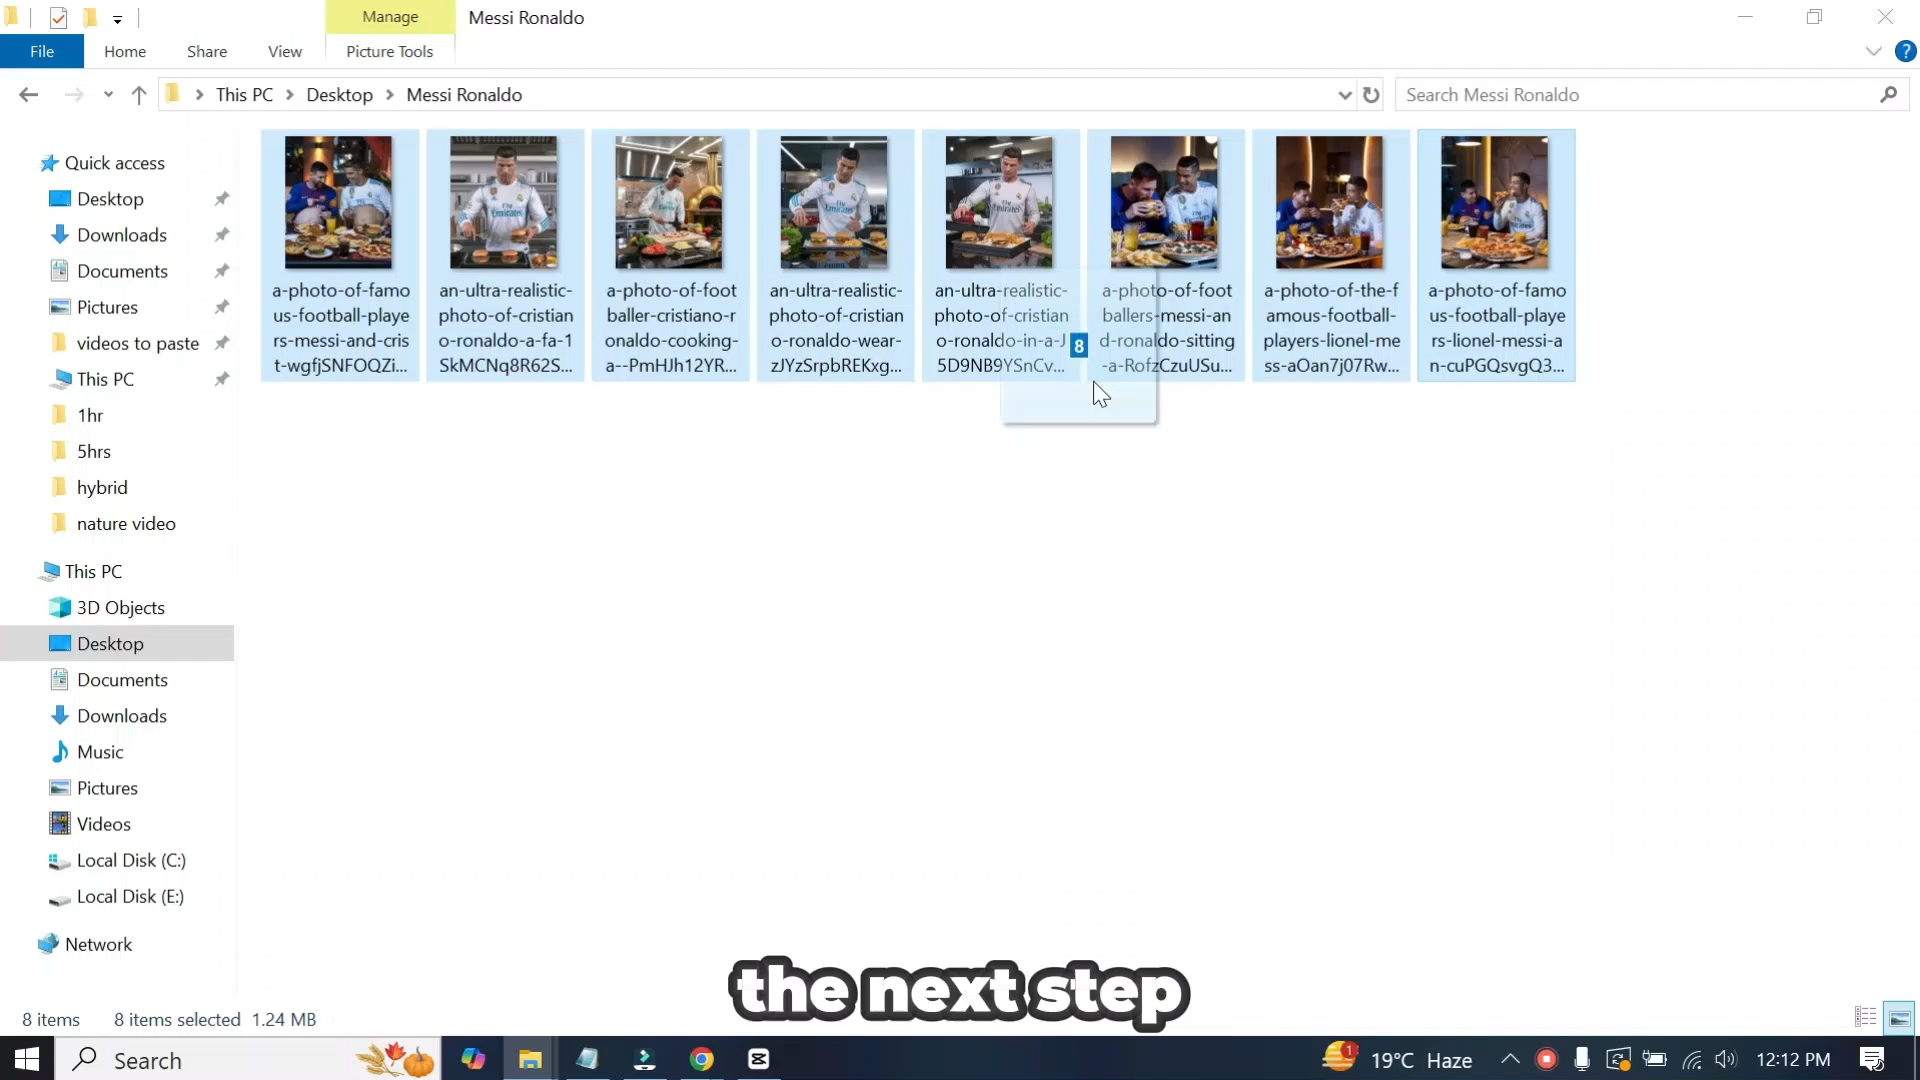 Manage
Messi Ronaldo
File
Home
Share
View
Picture Tools
?
This PC
Desktop
Messi Ronaldo
Search Messi Ronaldo
Quick access
Desktop
Downloads
Documents
Pictures
videos to paste
This PC
1hr
5hrs
hybrid
nature video
This PC
3D Objects
Desktop
Documents
Downloads
Music
Pictures
Videos
Local Disk (C:)
Local Disk (E:)
Network
Fly
Emirates
Fly
Emirates
Fly
Emirates
a-photo-of-famo
us-football-playe
rs-messi-and-cris
t-wgfjSNFOQZi...
an-ultra-realistic-
photo-of-cristian
o-ronaldo-a-fa-1
SkMCNq8R62S...
a-photo-of-foot
baller-cristiano-r
onaldo-cooking-
a--PmHJh12YR...
an-ultra-realistic-
photo-of-cristian
o-ronaldo-wear-
zJYzSrpbREKxg...
an-ultra-realistic-
photo-of-cristian
o-ronaldo-in-a-J
5D9NB9YSnCv...
a-photo-of-foot
ballers-messi-an
d-ronaldo-sitting
-a-RofzCzuUSu...
a-photo-of-the-f
amous-football-
players-lionel-me
ss-aOan7j07Rw...
a-photo-of-famo
us-football-playe
rs-lionel-messi-a
n-cuPGQsvgQ3...
8
the next step
8 items
8 items selected 1.24 MB
Search
1
19°C Haze
12:12 PM